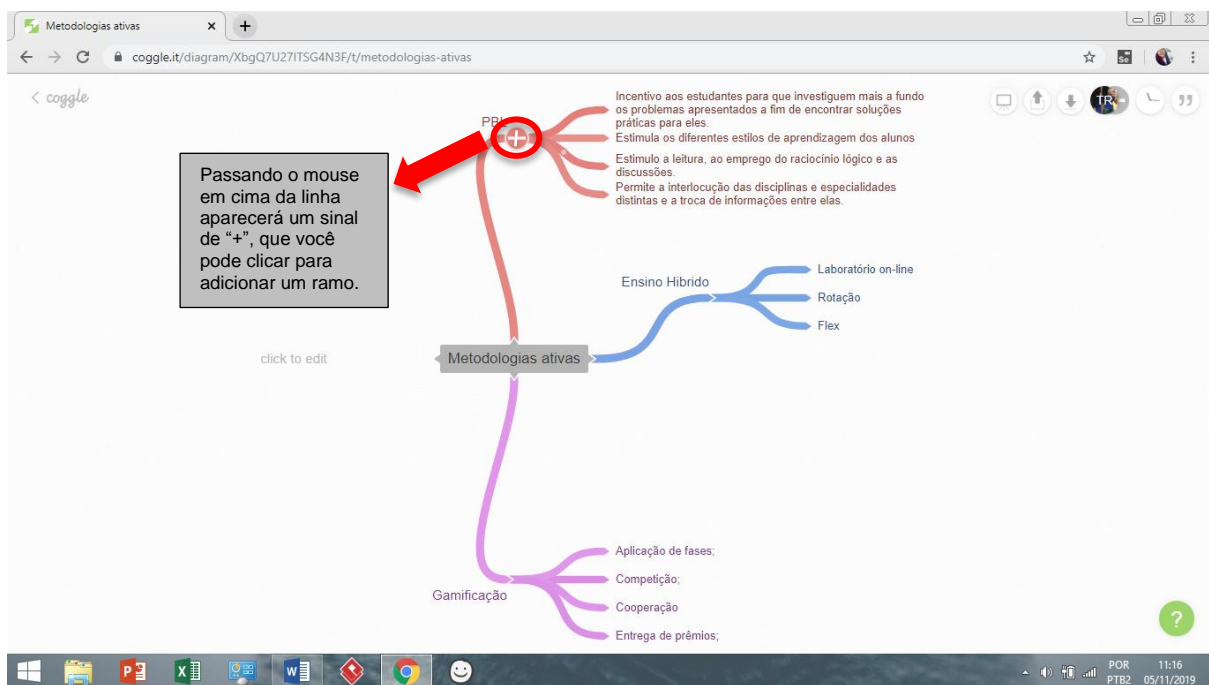 Metodologias ativas
coggle.it/diagram/XbgQ7U27ITSG4N3F/t/metodologias-ativas
Se
coggle
TR
Incentivo aos estudantes para que investiguem mais a fundo
os problemas apresentados a fim de encontrar soluções
práticas para eles.
Estimula os diferentes estilos de aprendizagem dos alunos
Estimulo a leitura, ao emprego do raciocínio lógico e as
discussões.
Permite a interlocução das disciplinas e especialidades
distintas e a troca de informações entre elas.
Passando o mouse
em cima da linha
aparecerá um sinal
de “+”, que você
pode clicar para
adicionar um ramo.
Ensino Hibrido
Laboratório on-line
Rotação
Flex
click to edit
Metodologias ativas
Gamificação
Aplicação de fases;
Competição;
Cooperação
Entrega de prêmios;
?
POR 11:16
PTB2 05/11/2019